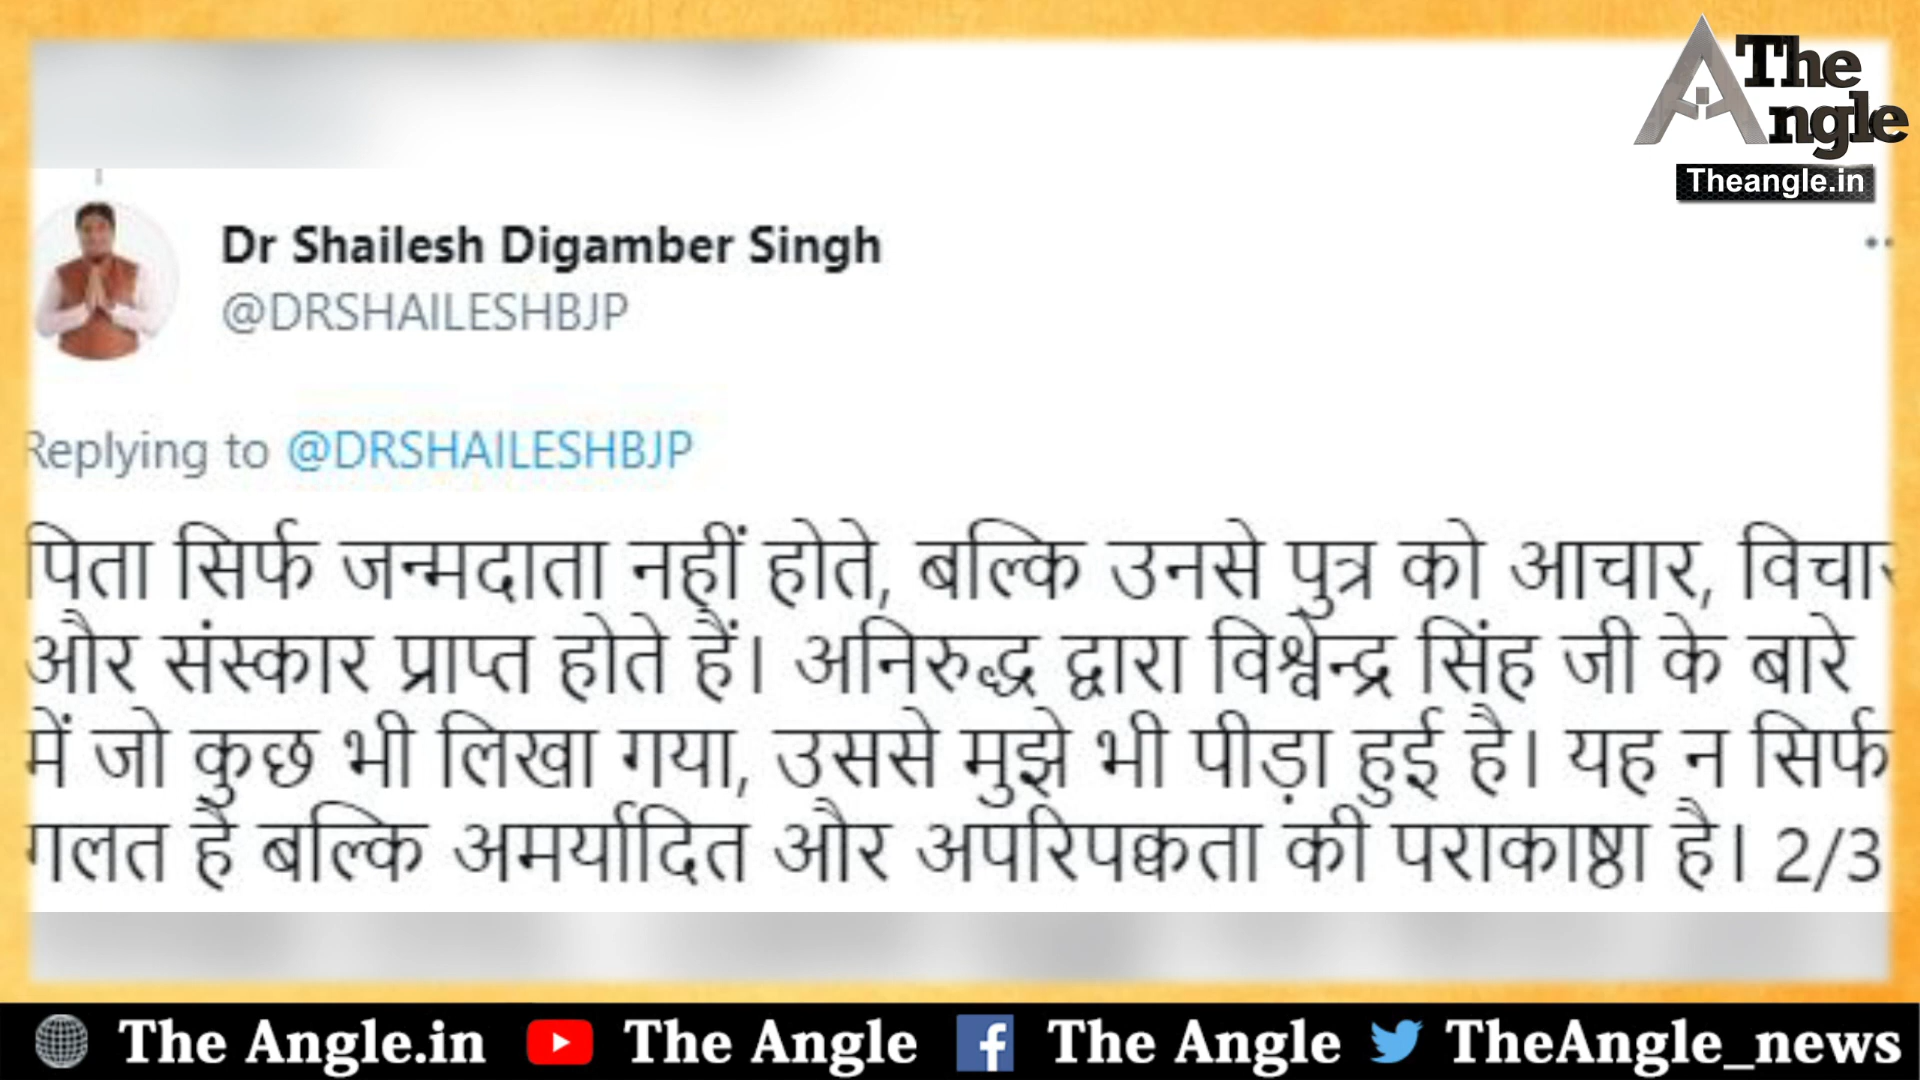 The Angle
Theangle.in
Dr Shailesh Digamber Singh
@DRSHAILESHBJP
Replying to @DRSHAILESHBJP
पिता सिर्फ जन्मदाता नहीं होते, बल्कि उनसे पुत्र को आचार, विचार
और संस्कार प्राप्त होते हैं। अनिरुद्ध द्वारा विश्वेन्द्र सिंह जी के बारे
में जो कुछ भी लिखा गया, उससे मुझे भी पीड़ा हुई है। यह न सिर्फ
गलत है बल्कि अमर्यादित और अपरिपक्वता की पराकाष्ठा है। 2/3
The Angle.in The Angle The Angle TheAngle_news